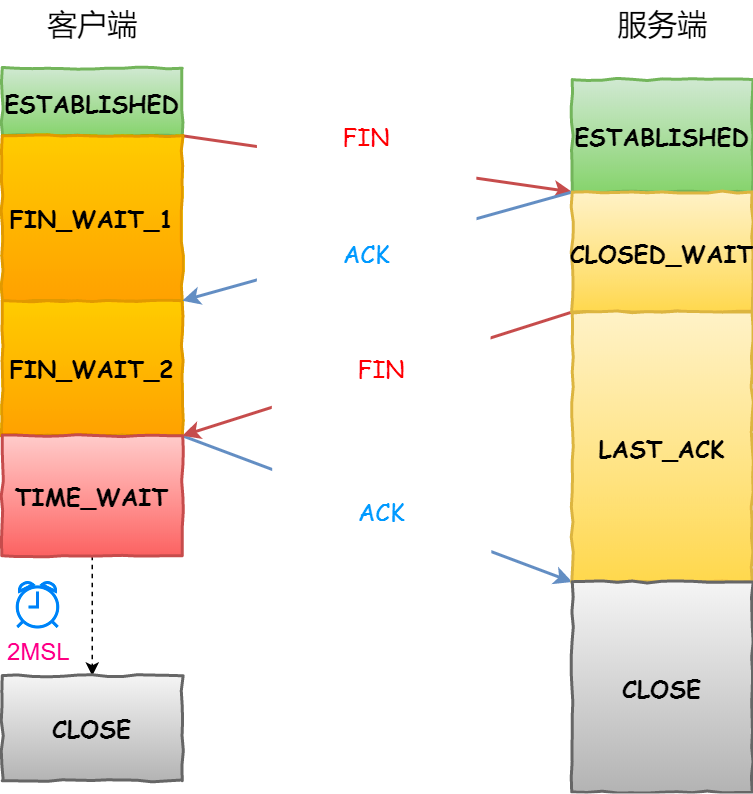 客户端
服务端
ESTABLISHED
FIN
ESTABLISHED
FIN_WAIT_1
ACK
CLOSED_WAIT
FIN_WAIT_2
FIN
LAST_ACK
TIME_WAIT
ACK
2MSL
CLOSE
CLOSE